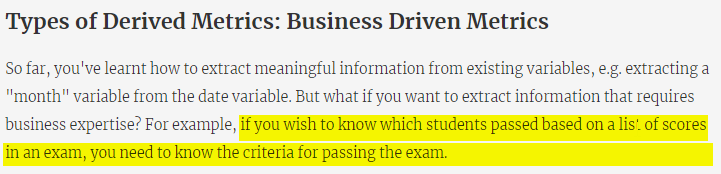 Types of Derived Metrics: Business Driven Metrics
So far, you've learnt how to extract meaningful information from existing variables, e.g. extracting a
"month" variable from the date variable. But what if you want to extract information that requires
business expertise? For example, if you wish to know which students passed based on a list of scores
in an exam, you need to know the criteria for passing the exam.